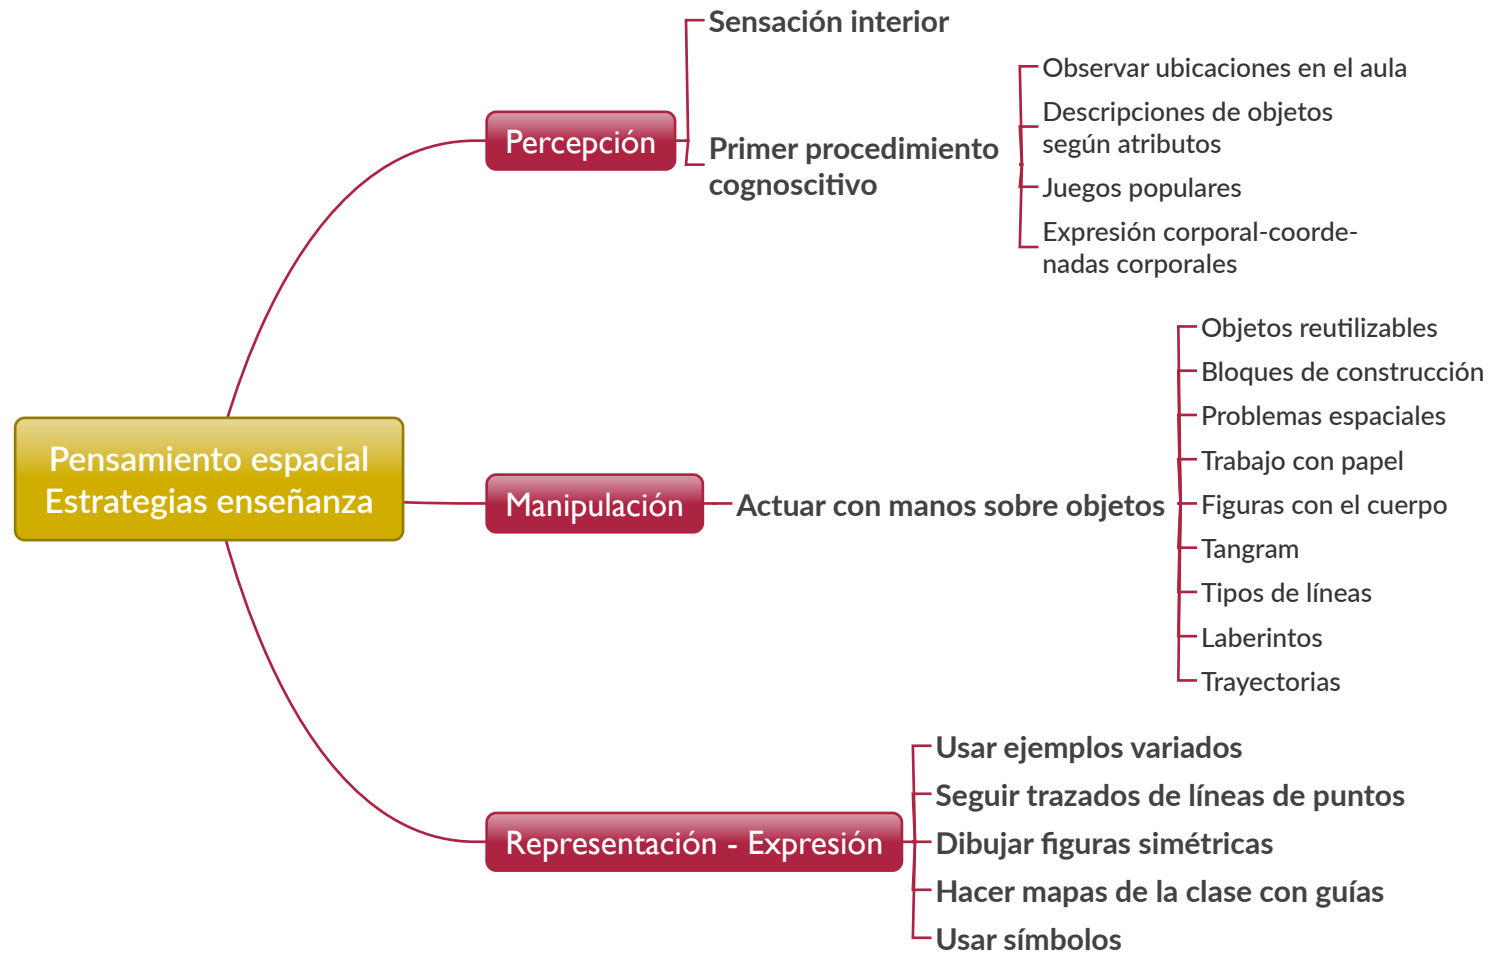 Pensamiento espacial
Estrategias enseñanza
Percepción
Sensación interior
Primer procedimiento
cognoscitivo
Observar ubicaciones en el aula
Descripciones de objetos
según atributos
Juegos populares
Expresión corporal-coorde-
nadas corporales
Manipulación
Actuar con manos sobre objetos
Objetos reutilizables
Bloques de construcción
Problemas espaciales
Trabajo con papel
Figuras con el cuerpo
Tangram
Tipos de líneas
Laberintos
Trayectorias
Representación - Expresión
Usar ejemplos variados
Seguir trazados de líneas de puntos
Dibujar figuras simétricas
Hacer mapas de la clase con guías
Usar símbolos